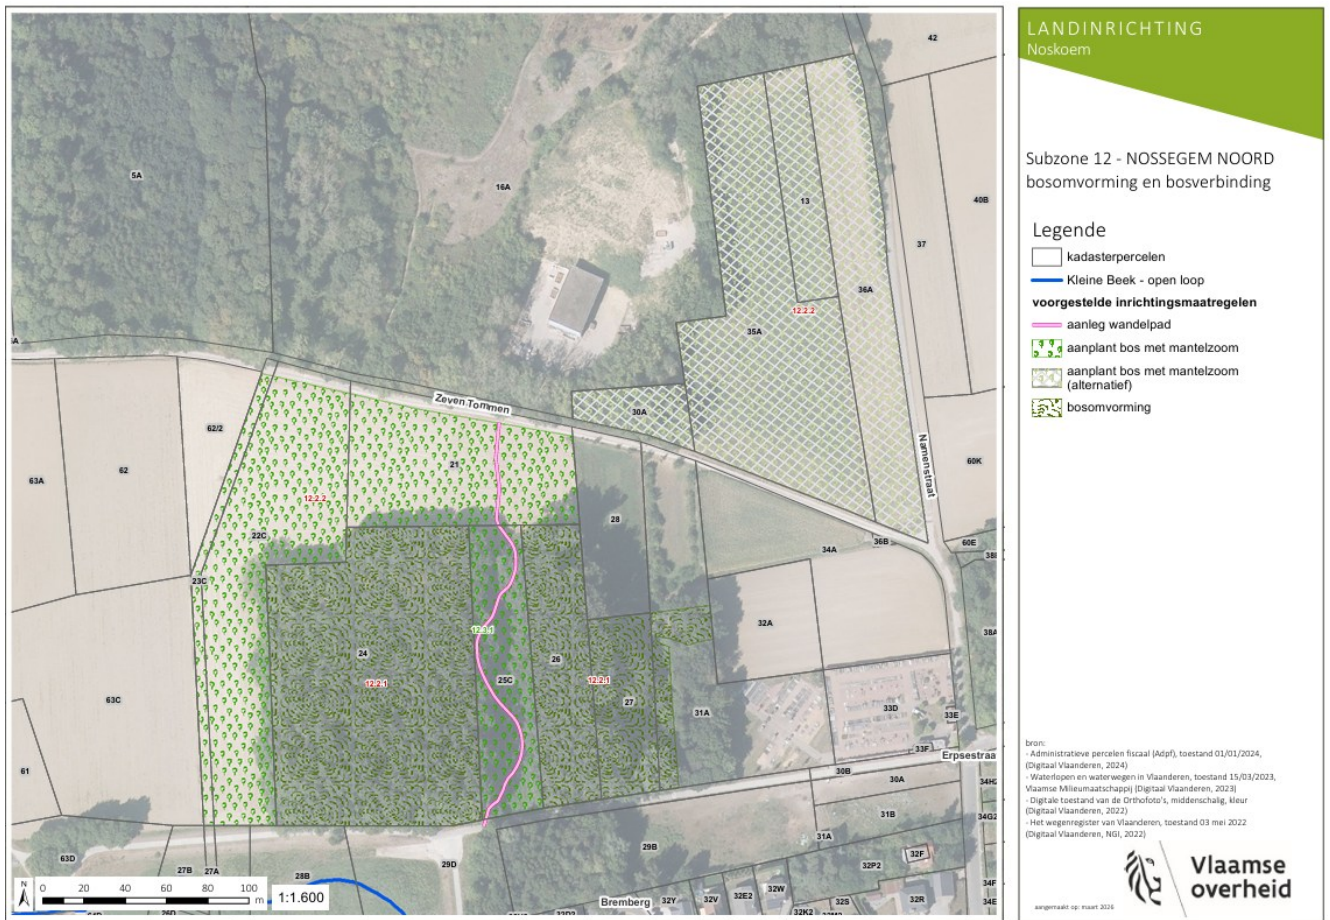 LANDINRICHTING
Noskoem
Subzone 12 - NOSSEGEM NOORD
bosomvorming en bosverbinding
Legende
kadasterpercelen
Kleine Beek - open loop
voorgestelde inrichtingsmaatregelen
aanleg wandelpad
aanplant bos met mantelzoom
aanplant bos met mantelzoom
(alternatief)
bosomvorming
bron:
- Administratieve percelen fiscaal (Adpf), toestand 01/01/2024,
(Digitaal Vlaanderen, 2024)
- Waterlopen en waterwegen in Vlaanderen, toestand 15/03/2023,
Vlaamse Milieumaatschappij (Digitaal Vlaanderen, 2023)
- Digitale toestand van de Orthofoto's, middenschalig, kleur
(Digitaal Vlaanderen, 2022)
- Het wegenregister van Vlaanderen, toestand 03 mei 2022
(Digitaal Vlaanderen, NGI, 2022)
Vlaamse
overheid
aangemaakt op: maart 2026
42
5A
16A
13
40B
37
36A
12.2.2
35A
30A
Zeven Tommen
62/2
62
63A
21
12.2.2
22C
Namenstraat
60K
28
34A
36B
60E
23C
32A
38A
12.3.1
24
26
12.2.1
12.2.1
25C
27
63C
31A
33D
33E
33F
Erpsestraa
61
30B
30A
34G2
31B
31A
29B
63D
27B
27A
28B
29D
32P2
32F
32W
32E2
32V
32Y
32S
32R
Bremberg
N
0 20 40 60 80 100
m
1:1.600